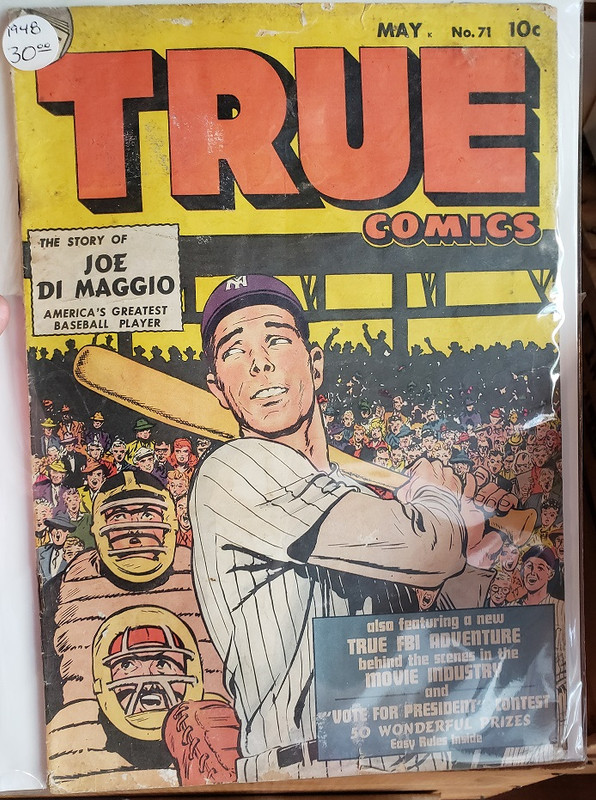 1948
30.00
MAY No. 71 10c
TRUE
COMICS
THE STORY OF
JOE
DI MAGGIO
AMERICA'S GREATEST
BASEBALL PLAYER
NY
also featuring a new
TRUE FBI ADVENTURE
behind the scenes in the
MOVIE INDUSTRY
and
"VOTE FOR PRESIDENT" CONTEST
50 WONDERFUL PRIZES
Easy Rules Inside